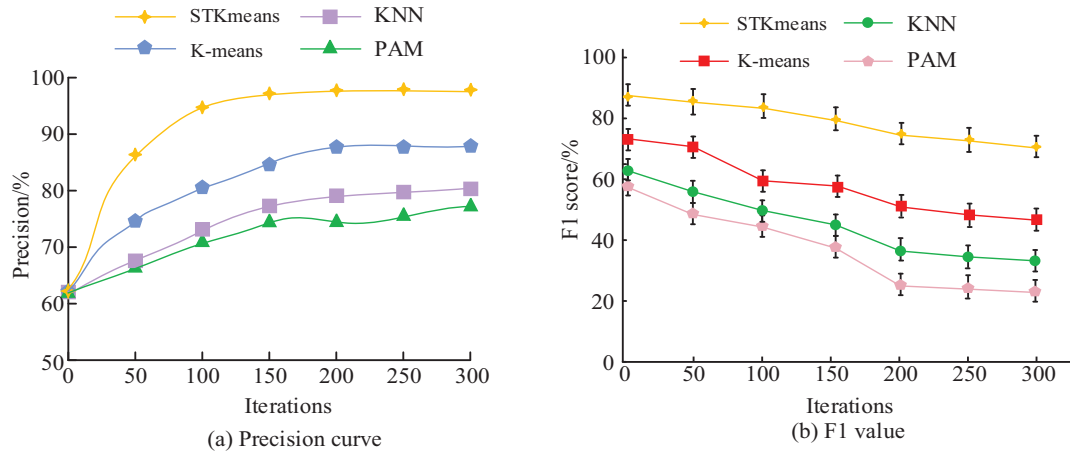 STKmeans KNN
K-means PAM
100
90
80
70
60
50
Precision/%
0 50 100 150 200 250 300
Iterations
(a) Precision curve
STKmeans KNN
K-means PAM
100
80
60
40
20
0
F1 score/%
0 50 100 150 200 250 300
Iterations
(b) F1 value